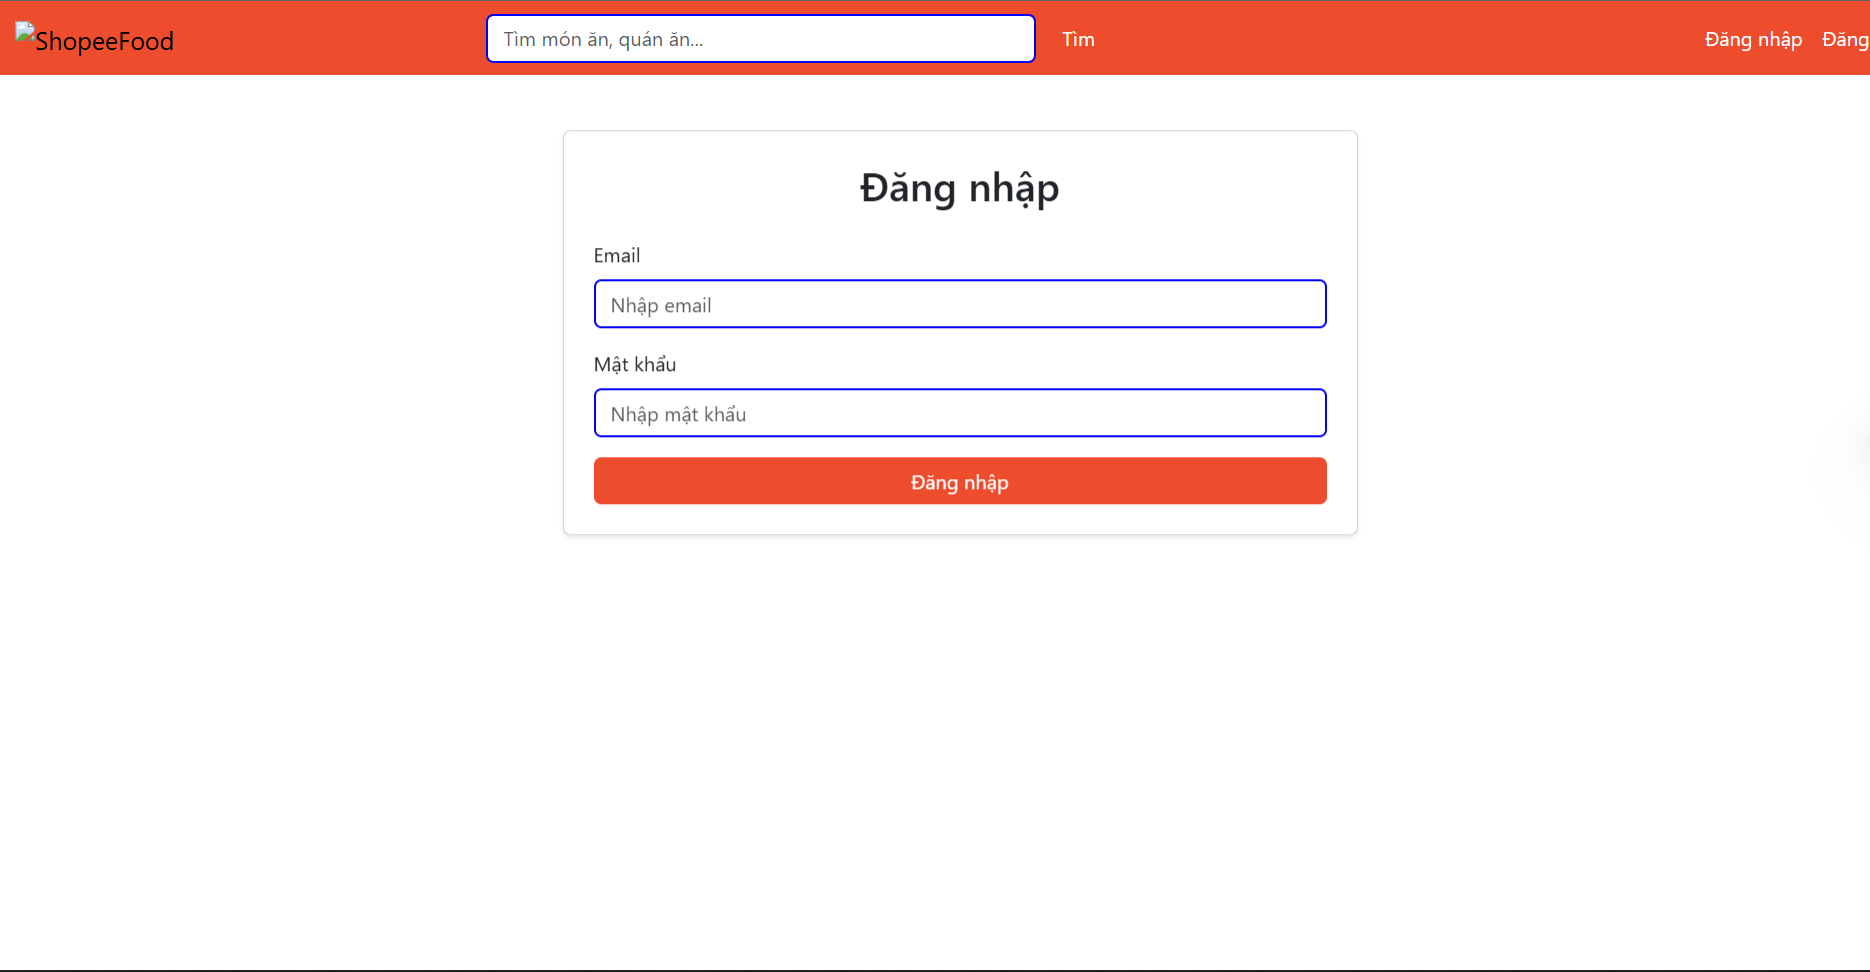 ShopeeFood
Tìm món ăn, quán ăn...
Tìm
Đăng nhập
Đăng
Đăng nhập
Email
Nhập email
Mật khẩu
Nhập mật khẩu
Đăng nhập